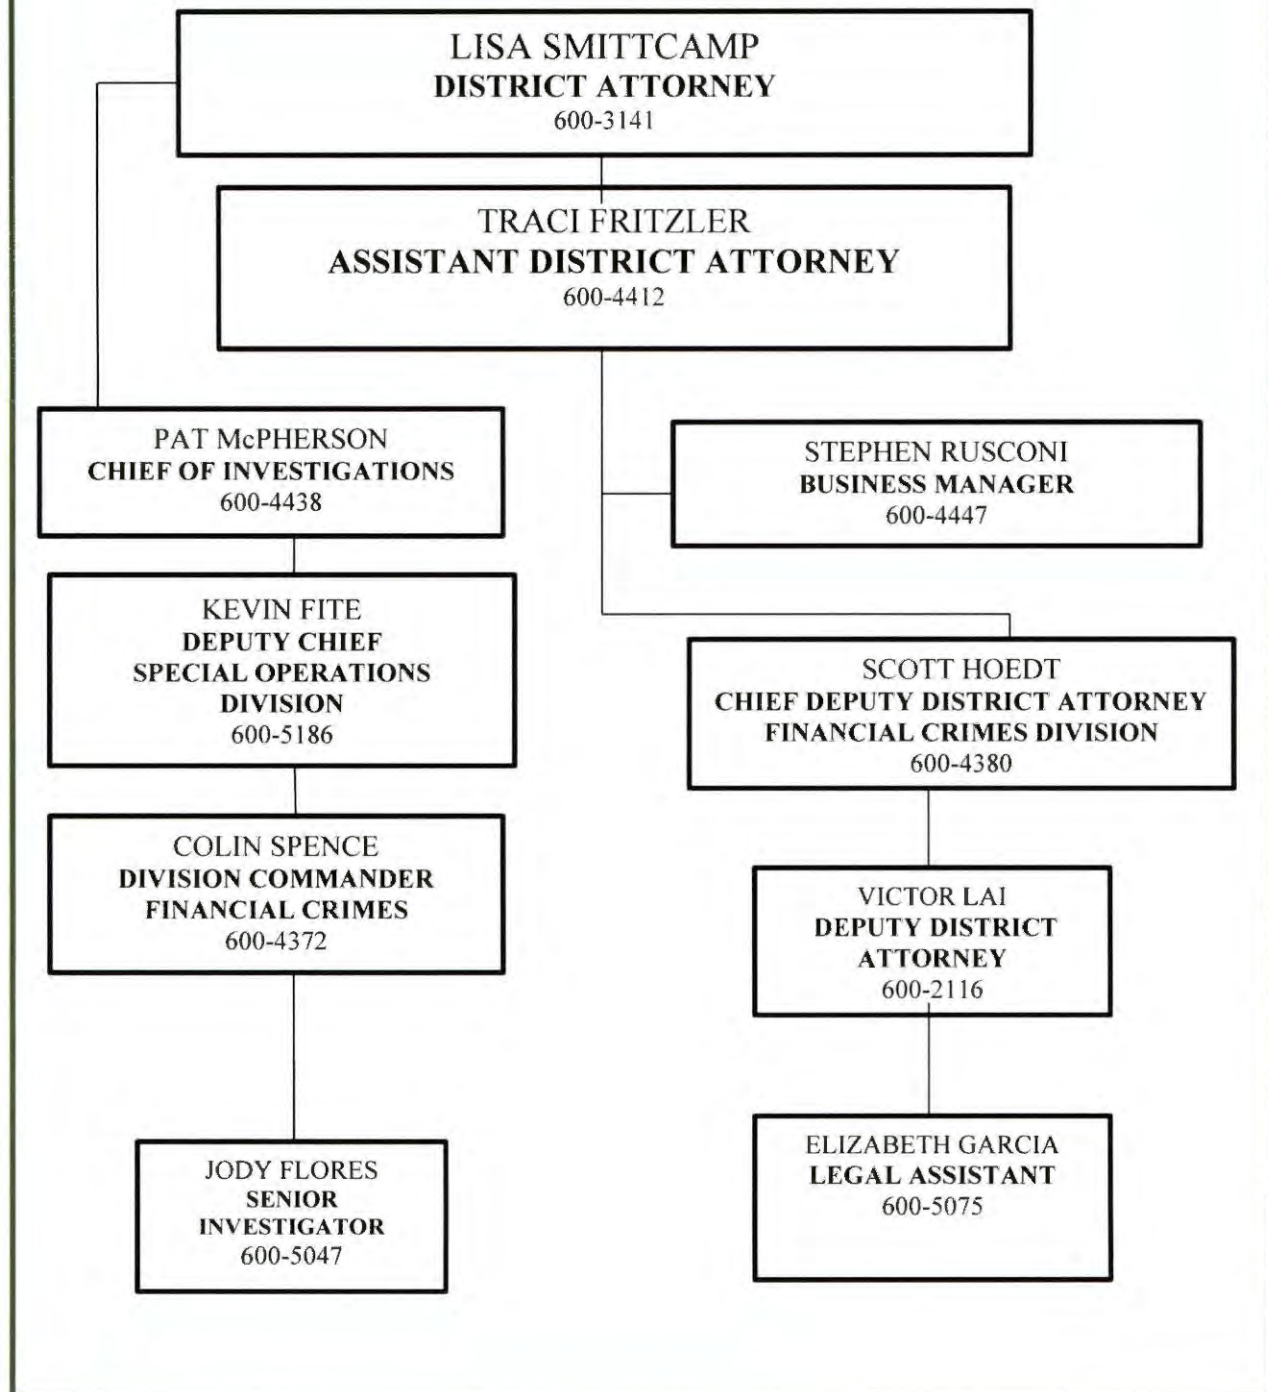 LISA SMITTCAMP
DISTRICT ATTORNEY
600-3141
TRACI FRITZLER
ASSISTANT DISTRICT ATTORNEY
600-4412
PAT McPHERSON
CHIEF OF INVESTIGATIONS
600-4438
STEPHEN RUSCONI
BUSINESS MANAGER
600-4447
KEVIN FITE
DEPUTY CHIEF
SPECIAL OPERATIONS
DIVISION
600-5186
SCOTT HOEDT
CHIEF DEPUTY DISTRICT ATTORNEY
FINANCIAL CRIMES DIVISION
600-4380
COLIN SPENCE
DIVISION COMMANDER
FINANCIAL CRIMES
600-4372
VICTOR LAI
DEPUTY DISTRICT
ATTORNEY
600-2116
JODY FLORES
SENIOR
INVESTIGATOR
600-5047
ELIZABETH GARCIA
LEGAL ASSISTANT
600-5075